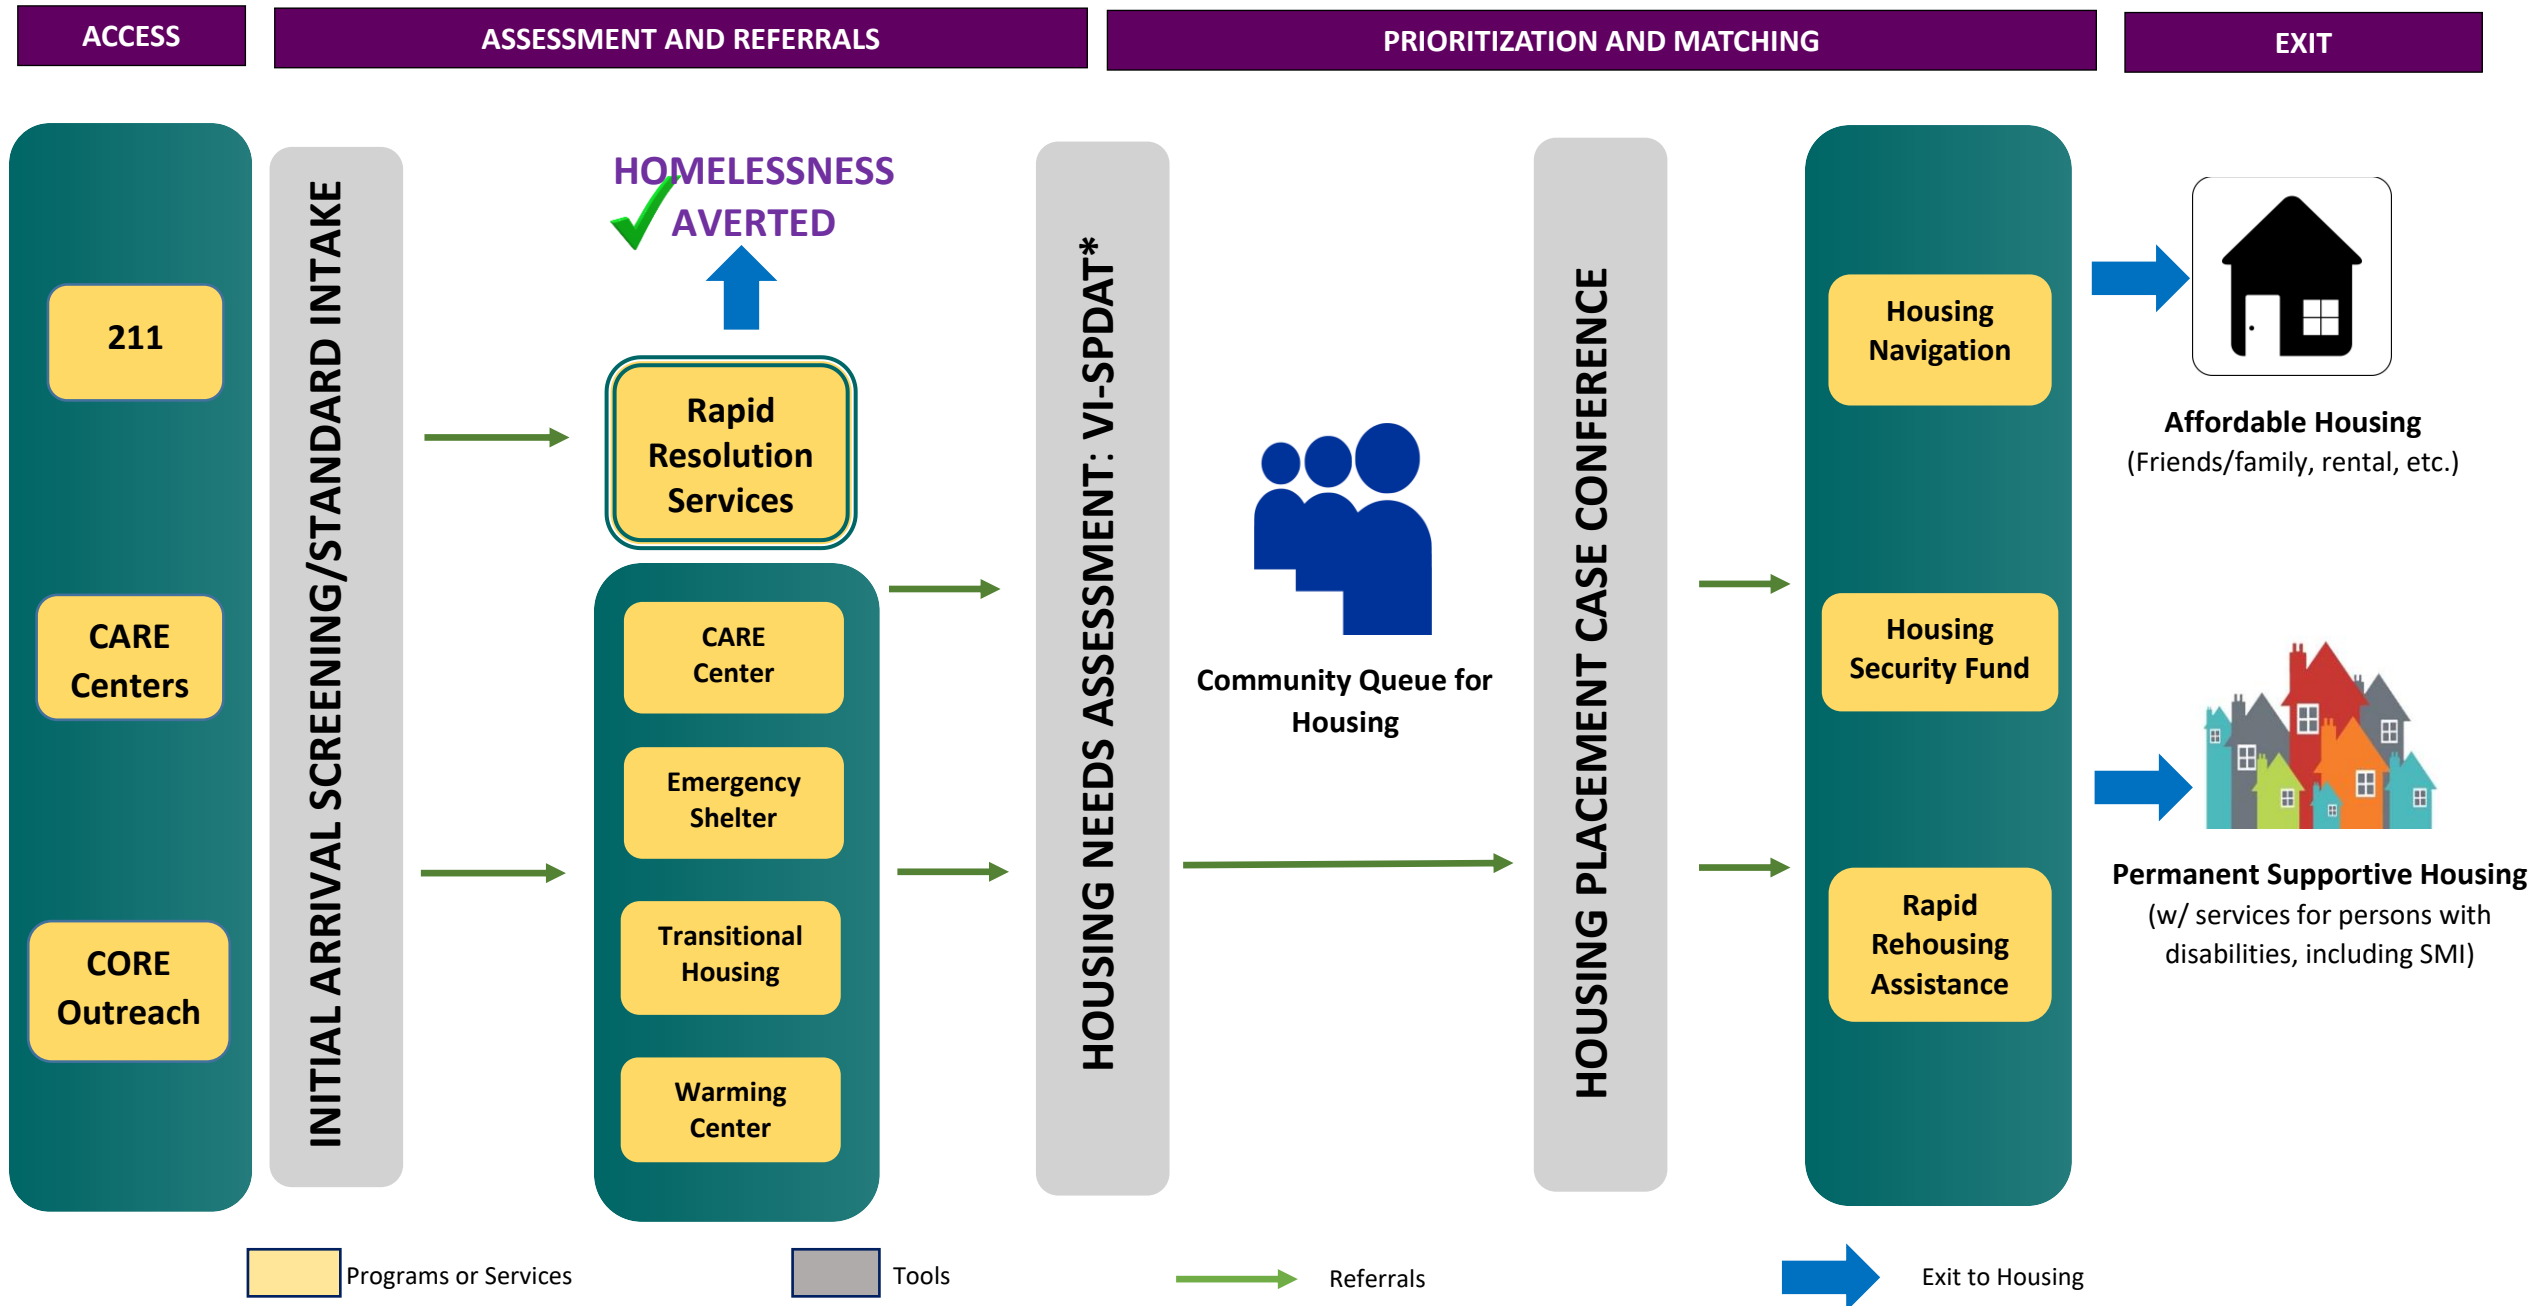 ACCESS
ASSESSMENT AND REFERRALS
PRIORITIZATION AND MATCHING
EXIT
211
CARE
Centers
CORE
Outreach
INITIAL ARRIVAL SCREENING/STANDARD INTAKE
HOMELESSNESS
AVERTED
Rapid
Resolution
Services
CARE
Center
Emergency
Shelter
Transitional
Housing
Warming
Center
HOUSING NEEDS ASSESSMENT: VI-SPDAT*
Community Queue for
Housing
HOUSING PLACEMENT CASE CONFERENCE
Housing
Navigation
Housing
Security Fund
Rapid
Rehousing
Assistance
Affordable Housing
(Friends/family, rental, etc.)
Permanent Supportive Housing
(w/ services for persons with
disabilities, including SMI)
Programs or Services
Tools
Referrals
Exit to Housing